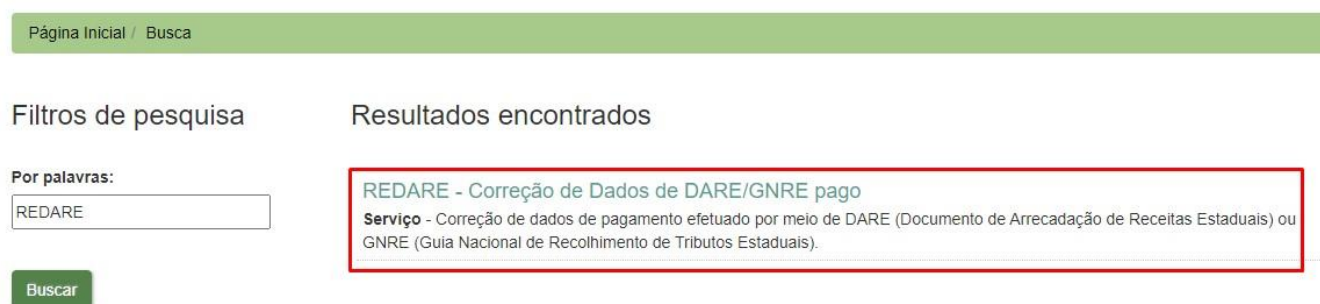 Página Inicial / Busca
Filtros de pesquisa
Por palavras:
REDARE
Buscar
Resultados encontrados
REDARE - Correção de Dados de DARE/GNRE pago
Serviço - Correção de dados de pagamento efetuado por meio de DARE (Documento de Arrecadação de Receitas Estaduais) ou
GNRE (Guia Nacional de Recolhimento de Tributos Estaduais).